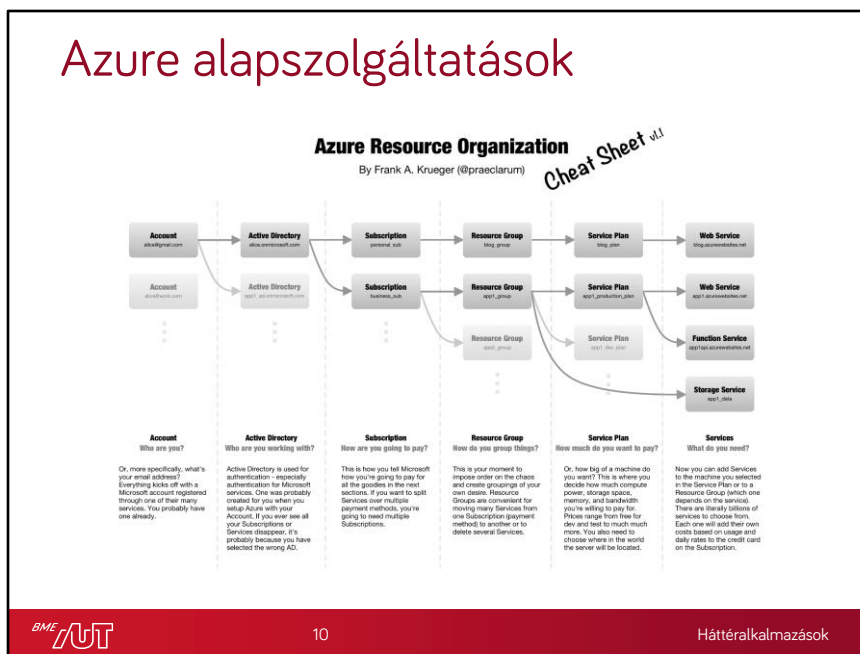 Azure alapszolgáltatások
Azure Resource Organization
Cheat Sheet v1.1
By Frank A. Krueger (@praeclarum)
Account
alice@gmail.com
Active Directory
alice.onmicrosoft.com
Subscription
personal_sub
Resource Group
blog_group
Service Plan
blog_plan
Web Service
blog.azurewebsites.net
Account
alice@work.com
Active Directory
app1_ad.onmicrosoft.com
Subscription
business_sub
Resource Group
app1_group
Service Plan
app1_production_plan
Web Service
app1.azurewebsites.net
Resource Group
app2_group
Service Plan
app1_dev_plan
Function Service
app1api.azurewebsites.net
Storage Service
app1_data
Account
Who are you?
Or, more specifically, what's
your email address?
Everything kicks off with a
Microsoft account registered
through one of their many
services. You probably have
one already.
Active Directory
Who are you working with?
Active Directory is used for
authentication - especially
authentication for Microsoft
services. One was probably
created for you when you
setup Azure with your
Account. If you ever see all
your Subscriptions or
Services disappear, it's
probably because you have
selected the wrong AD.
Subscription
How are you going to pay?
This is how you tell Microsoft
how you're going to pay for
all the goodies in the next
sections. If you want to split
Services over multiple
payment methods, you're
going to need multiple
Subscriptions.
Resource Group
How do you group things?
This is your moment to
impose order on the chaos
and create groupings of your
own desire. Resource
Groups are convenient for
moving many Services from
one Subscription (payment
method) to another or to
delete several Services.
Service Plan
How much do you want to pay?
Or, how big of a machine do
you want? This is where you
decide how much compute
power, storage space,
memory, and bandwidth
you're willing to pay for.
Prices range from free for
dev and test to much much
more. You also need to
choose where in the world
the server will be located.
Services
What do you need?
Now you can add Services
to the machine you selected
in the Service Plan or to a
Resource Group (which one
depends on the service).
There are literally billions of
services to choose from.
Each one will add their own
costs based on usage and
daily rates to the credit card
on the Subscription.
BME AUT
10
Háttéralkalmazások